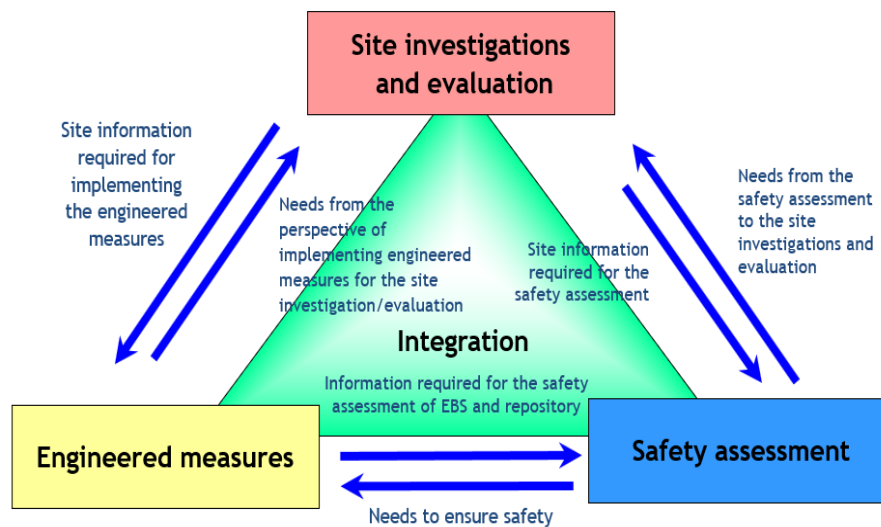 Site investigations
and evaluation
Site information
required for
implementing
the engineered
measures
Needs from the
perspective of
implementing engineered
measures for the site
investigation/evaluation
Site information
required for the
safety assessment
Needs from the
safety assessment
to the site
investigations and
evaluation
Integration
Information required for the safety
assessment of EBS and repository
Engineered measures
Safety assessment
Needs to ensure safety